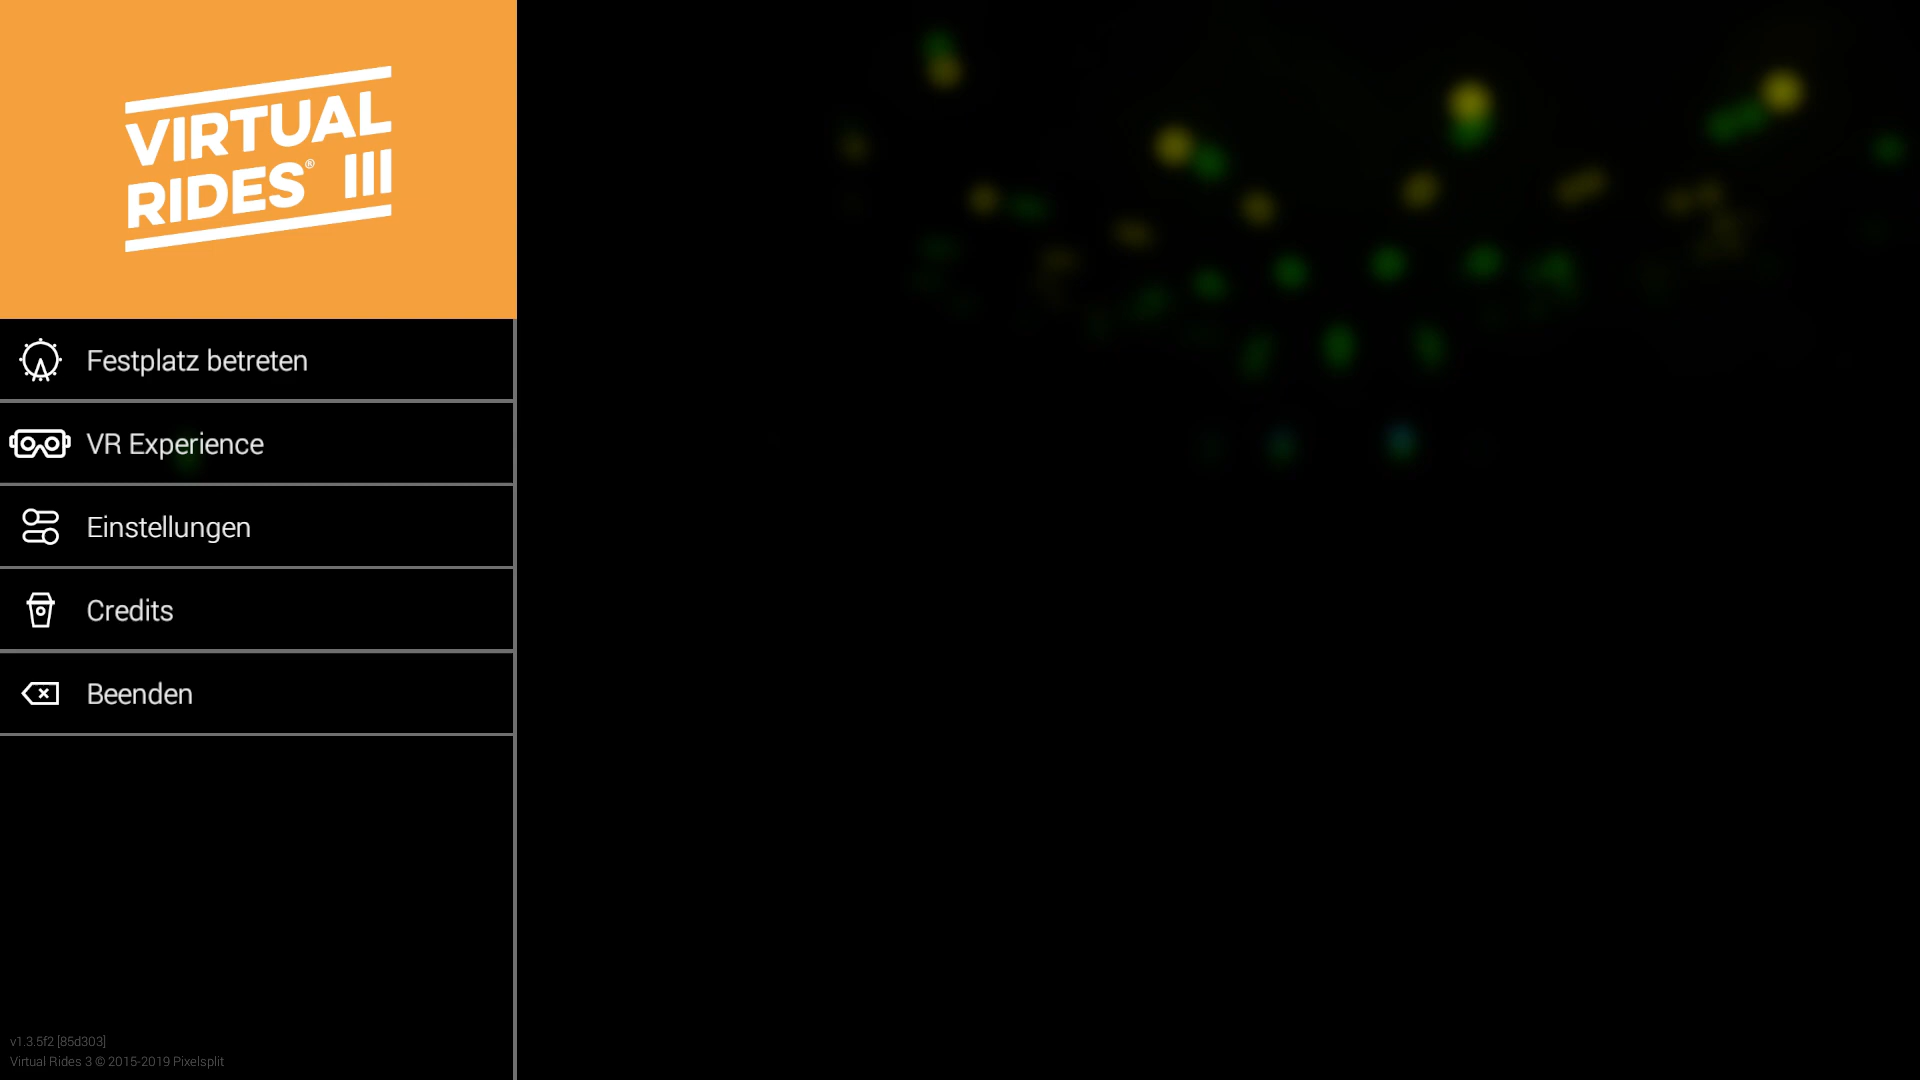 VIRTUAL
RIDES® III
Festplatz betreten
VR Experience
Einstellungen
Credits
Beenden
v1.3.5f2 [85d303]
Virtual Rides 3 © 2015-2019 Pixelsplit